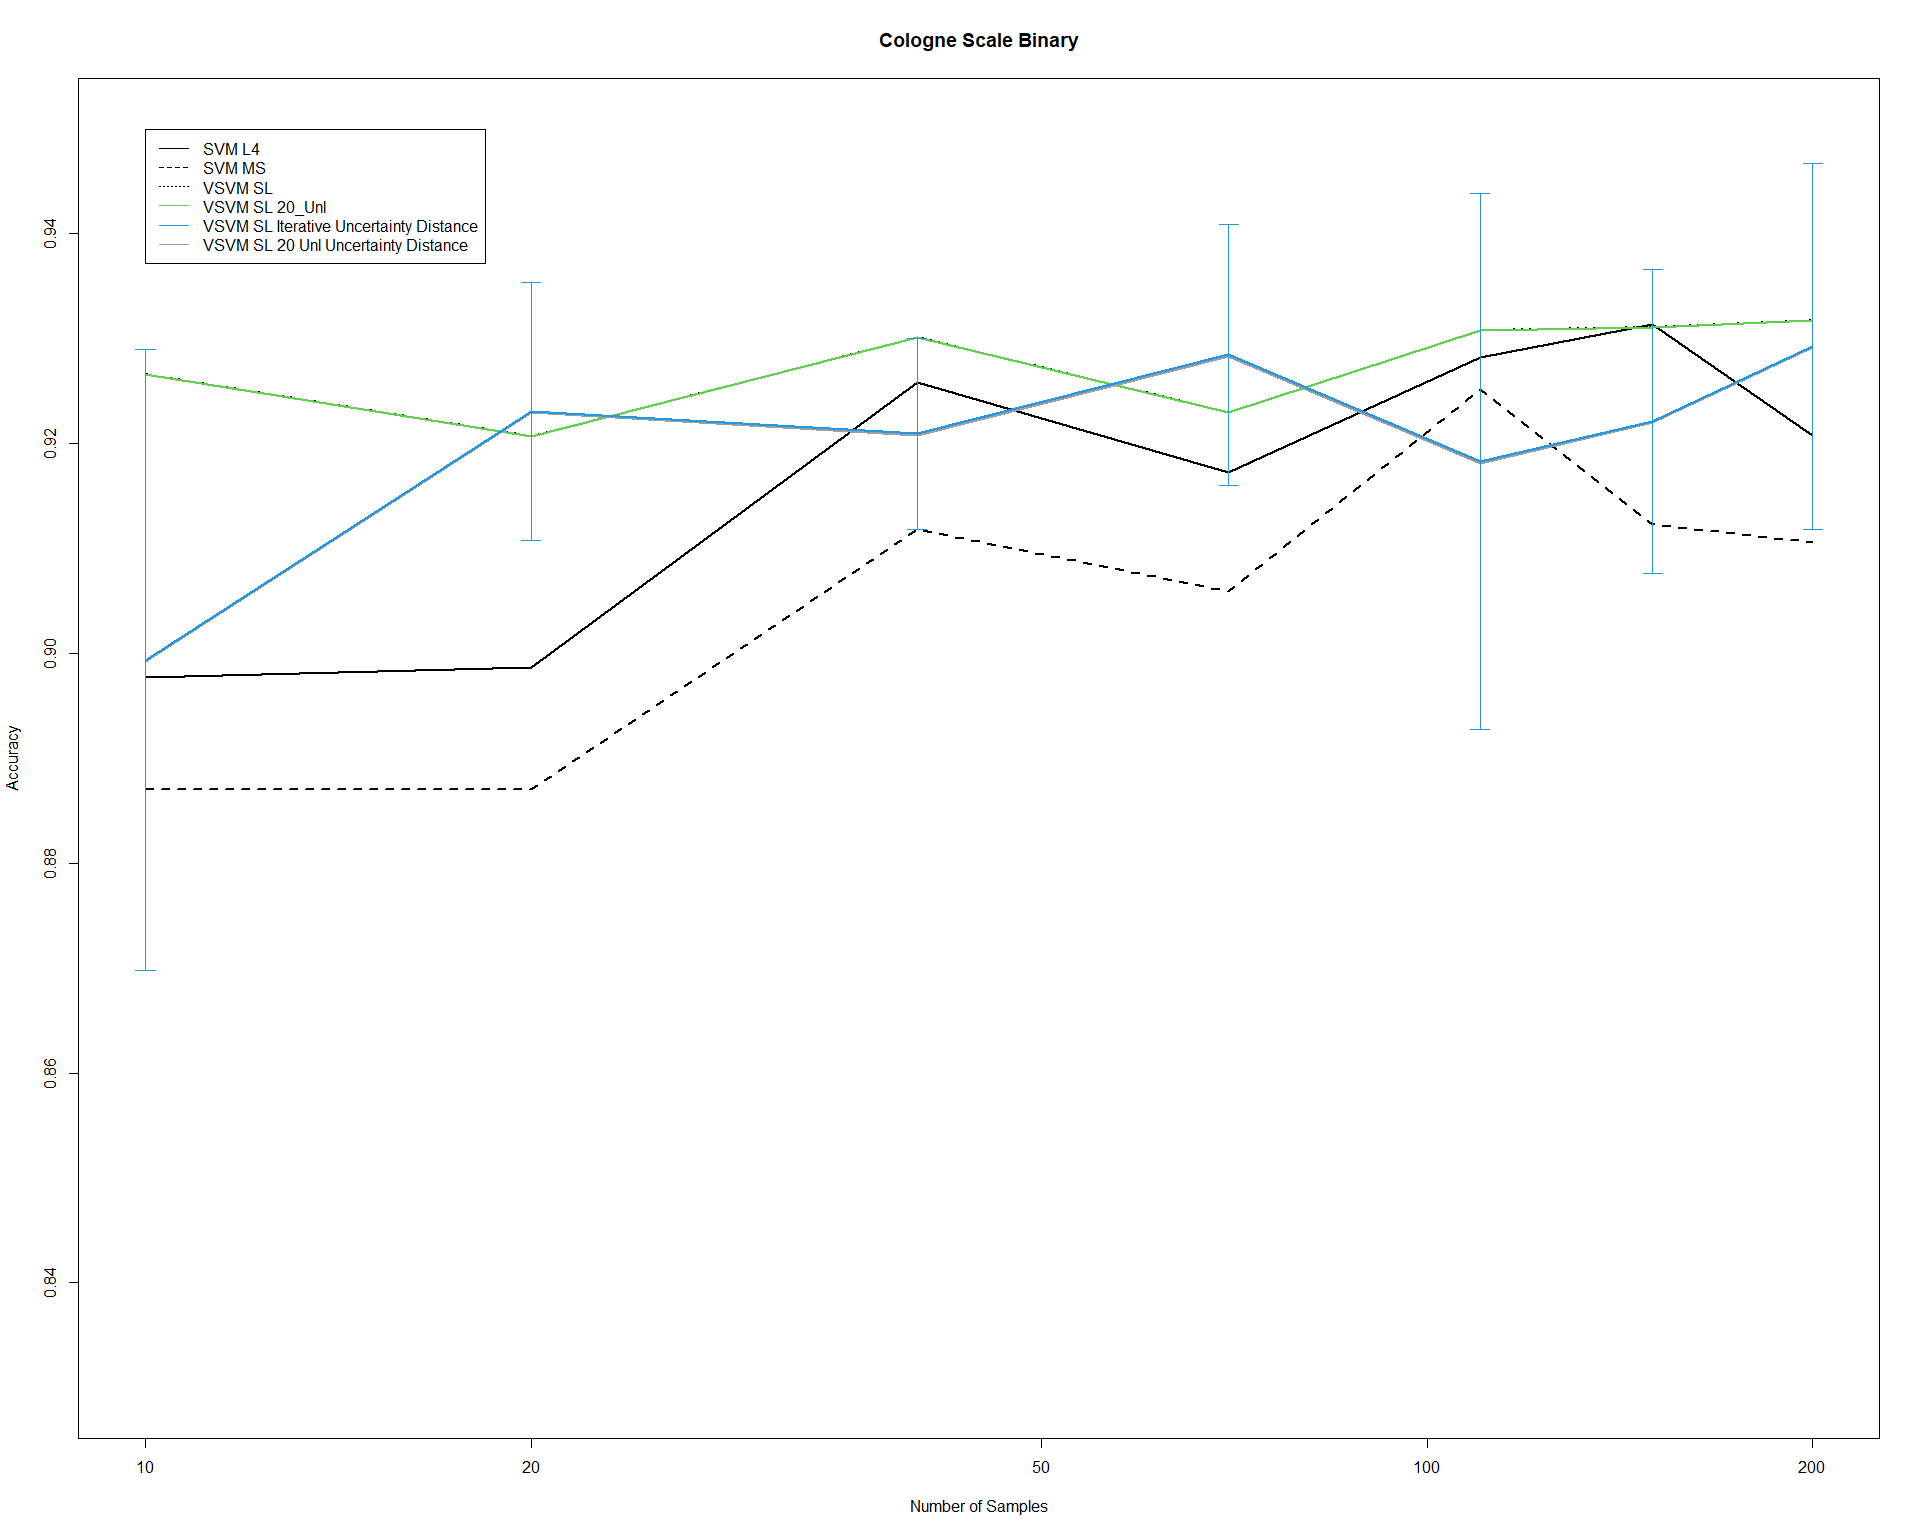 Cologne Scale Binary
SVM L4
SVM MS
VSVM SL
VSVM SL 20_Unl
VSVM SL Iterative Uncertainty Distance
VSVM SL 20 Unl Uncertainty Distance
Accuracy
0.94
0.92
0.90
0.88
0.86
0.84
10 20 50 100 200
Number of Samples